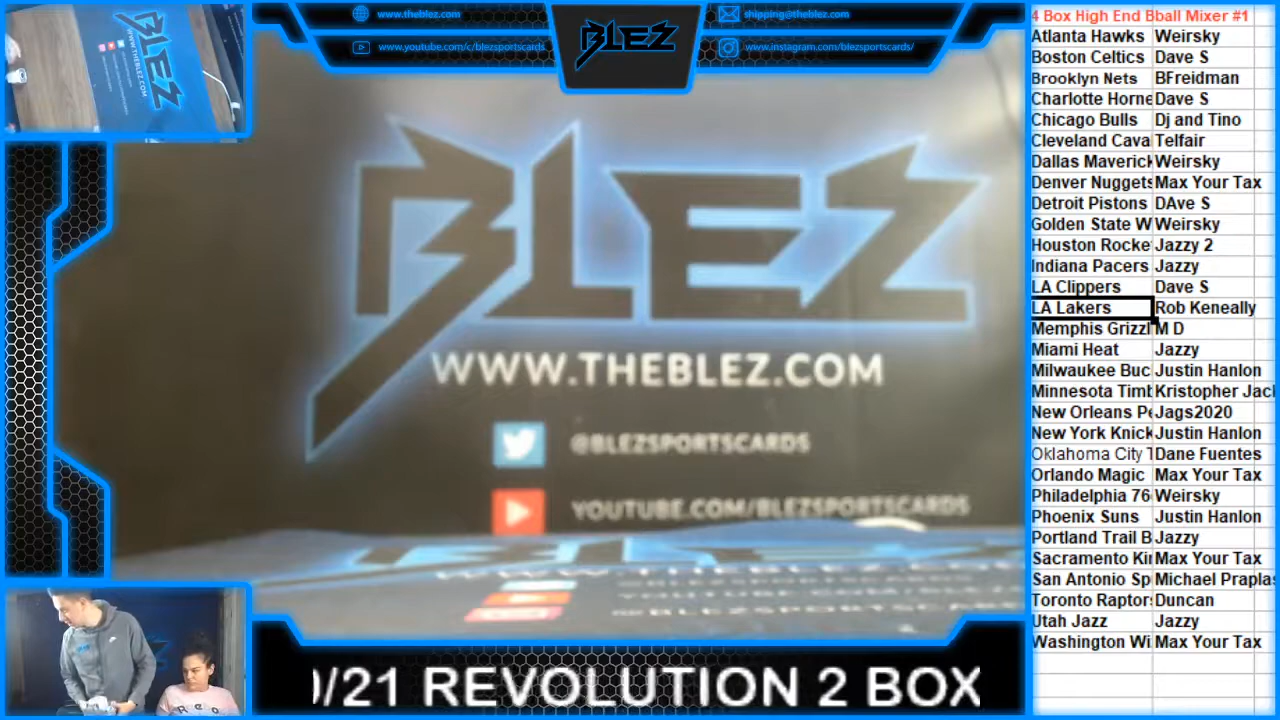 BLEZ
WWW.THEBLEZ.COM
www.theblez.com
shipping@theblez.com
www.youtube.com/c/blezsportscards
BLEZ
www.instagram.com/blezsportscards/
BLEZ
WWW.THEBLEZ.COM
@BLEZSPORTSCARDS
YOUTUBE.COM/BLEZSPORTSCARDS
)/21 REVOLUTION 2 BOX
4 Box High End Bball Mixer #1
Atlanta Hawks Weirsky
Boston Celtics Dave S
Brooklyn Nets BFreidman
Charlotte Horne Dave S
Chicago Bulls Dj and Tino
Cleveland Cava Telfair
Dallas Maverick Weirsky
Denver Nuggets Max Your Tax
Detroit Pistons DAve S
Golden State W Weirsky
Houston Rocke Jazzy 2
Indiana Pacers Jazzy
LA Clippers Dave S
LA Lakers Rob Keneally
Memphis Grizzl M D
Miami Heat Jazzy
Milwaukee Buc Justin Hanlon
Minnesota Timb Kristopher Jack
New Orleans Pe Jags2020
New York Knick Justin Hanlon
Oklahoma City T Dane Fuentes
Orlando Magic Max Your Tax
Philadelphia 76 Weirsky
Phoenix Suns Justin Hanlon
Portland Trail B Jazzy
Sacramento Kin Max Your Tax
San Antonio Sp Michael Praplas
Toronto Raptors Duncan
Utah Jazz Jazzy
Washington Wi Max Your Tax